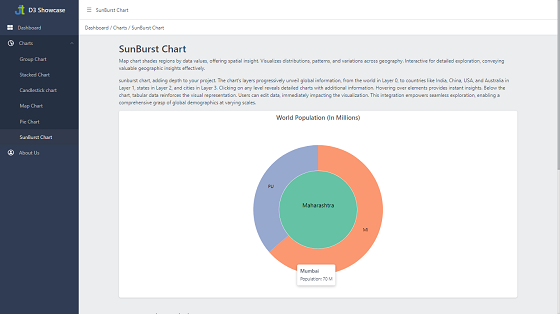 D3 Showcase
SunBurst Chart
Dashboard
Charts
Group Chart
Stacked Chart
Candlestick chart
Map Chart
Pie Chart
SunBurst Chart
About Us
Dashboard / Charts / SunBurst Chart
SunBurst Chart
Map chart shades regions by data values, offering spatial insight. Visualizes distributions, patterns, and variations across geography. Interactive for detailed exploration, conveying
valuable geographic insights effectively.
sunburst chart, adding depth to your project. The chart's layers progressively unveil global information, from the world in Level 0, to countries like India, China, USA, and Australia in
Level 1, states in Level 2, and cities in Level 3. Clicking on any level reveals detailed charts with additional information. Hovering over elements provides instant insights. Below the
chart, tabular data reinforces the visual representation. Users can edit data, immediately impacting the visualization. This integration empowers seamless exploration, enabling a
comprehensive grasp of global demographics at varying scales.
World Population (In Millions)
PU
Maharashtra
MI
Mumbai
Population: 70 M